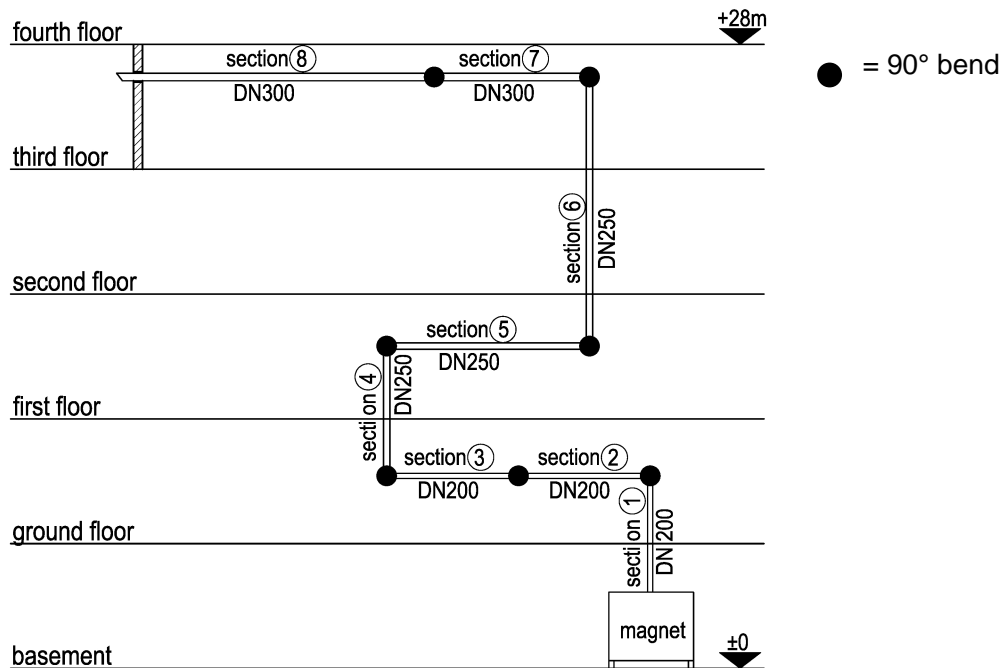 +28m
fourth floor
section 8
section 7
= 90° bend
DN300
DN300
third floor
section 6
DN250
second floor
section 5
DN250
section 4
DN250
first floor
section 3
section 2
DN200
DN200
section 1
DN 200
ground floor
magnet
±0
basement